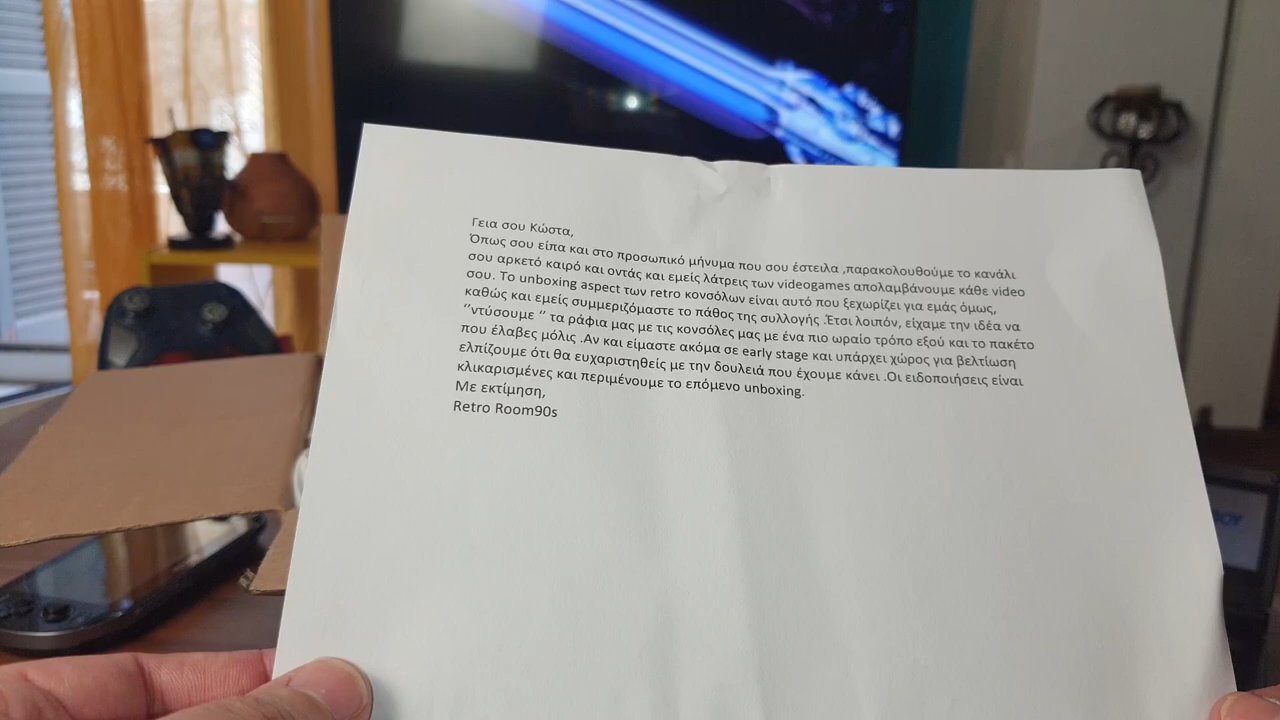 Γεια σου Κώστα,
Όπως σου είπα και στο προσωπικό μήνυμα που σου έστειλα ,παρακολουθούμε το κανάλι
σου αρκετό καιρό και οντάς και εμείς λάτρεις των videogames απολαμβάνουμε κάθε video
σου. Το unboxing aspect των retro κονσόλων είναι αυτό που ξεχωρίζει για εμάς όμως,
καθώς και εμείς συμμεριζόμαστε το πάθος της συλλογής .Έτσι λοιπόν, είχαμε την ιδέα να
‘’ντύσουμε ‘’ τα ράφια μας με τις κονσόλες μας με ένα πιο ωραίο τρόπο εξού και το πακέτο
που έλαβες μόλις .Αν και είμαστε ακόμα σε early stage και υπάρχει χώρος για βελτίωση
ελπίζουμε ότι θα ευχαριστηθείς με την δουλειά που έχουμε κάνει .Οι ειδοποιήσεις είναι
κλικαρισμένες και περιμένουμε το επόμενο unboxing.
Με εκτίμηση,
Retro Room90s